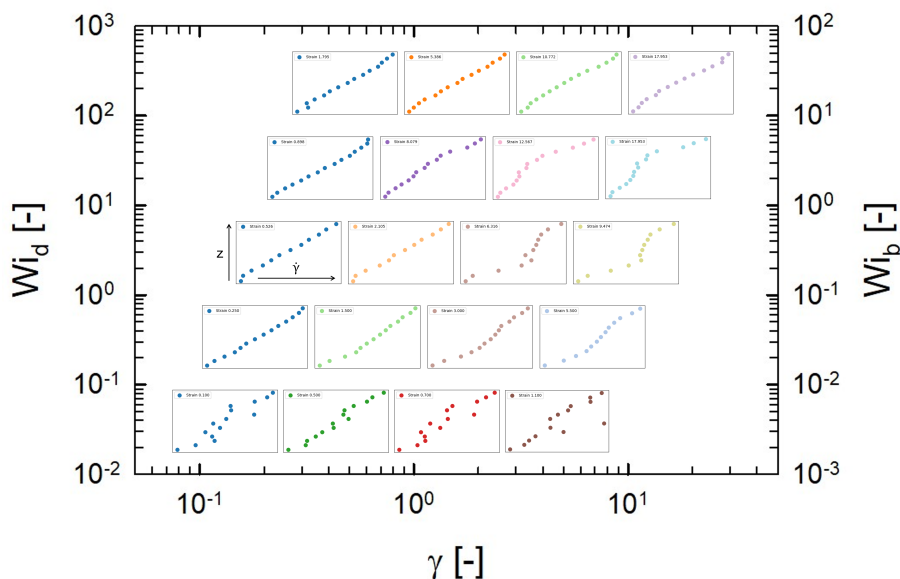 10³
10²
10¹
10⁰
10⁻¹
10⁻²
Wi_d [-]
10²
10¹
10⁰
10⁻¹
10⁻²
10⁻³
Wi_b [-]
Strain 1.795
Strain 5.386
Strain 10.772
Strain 17.953
Strain 0.898
Strain 8.079
Strain 12.567
Strain 17.953
Strain 0.526
Strain 2.105
Strain 6.316
Strain 9.474
z
γ̇
Strain 0.250
Strain 1.500
Strain 3.000
Strain 5.500
Strain 0.100
Strain 0.500
Strain 0.700
Strain 1.100
10⁻¹
10⁰
10¹
γ [-]